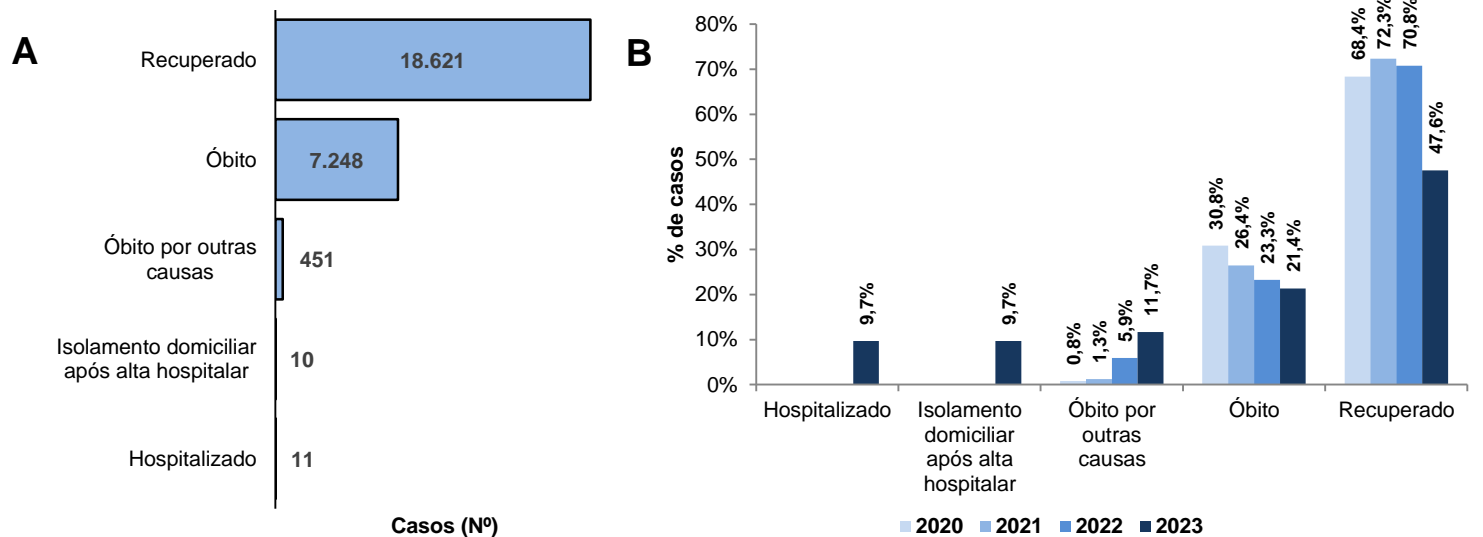 A
Recuperado
18.621
Óbito
7.248
Óbito por outras
causas
451
Isolamento domiciliar
após alta hospitalar
10
Hospitalizado
11
Casos (Nº)
B
% de casos
80%
70%
60%
50%
40%
30%
20%
10%
0%
9,7%
9,7%
0,8%
1,3%
5,9%
11,7%
30,8%
26,4%
23,3%
21,4%
68,4%
72,3%
70,8%
47,6%
Hospitalizado
Isolamento
domiciliar
após alta
hospitalar
Óbito por
outras
causas
Óbito
Recuperado
2020 2021 2022 2023